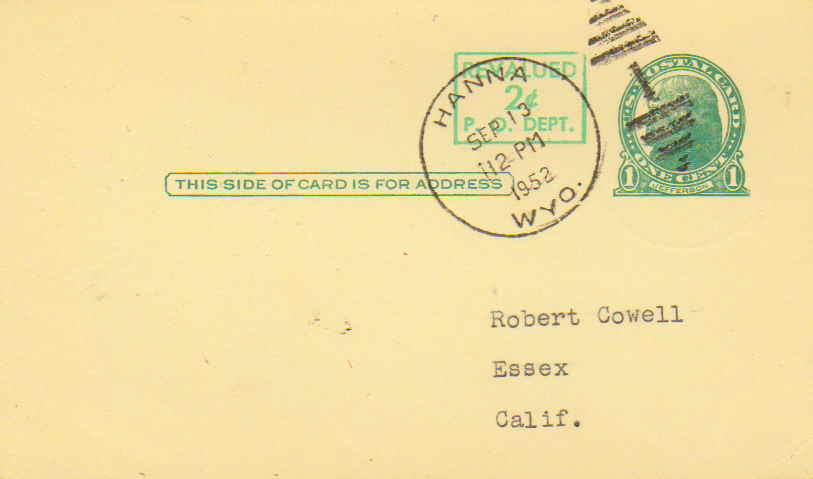 REVALUED
2¢
P. O. DEPT.
HANNA
SEP 13
12-PM
1952
WYO.
U.S. POSTAL CARD
1 ONE CENT 1
JEFFERSON
THIS SIDE OF CARD IS FOR ADDRESS
Robert Cowell
Essex
Calif.